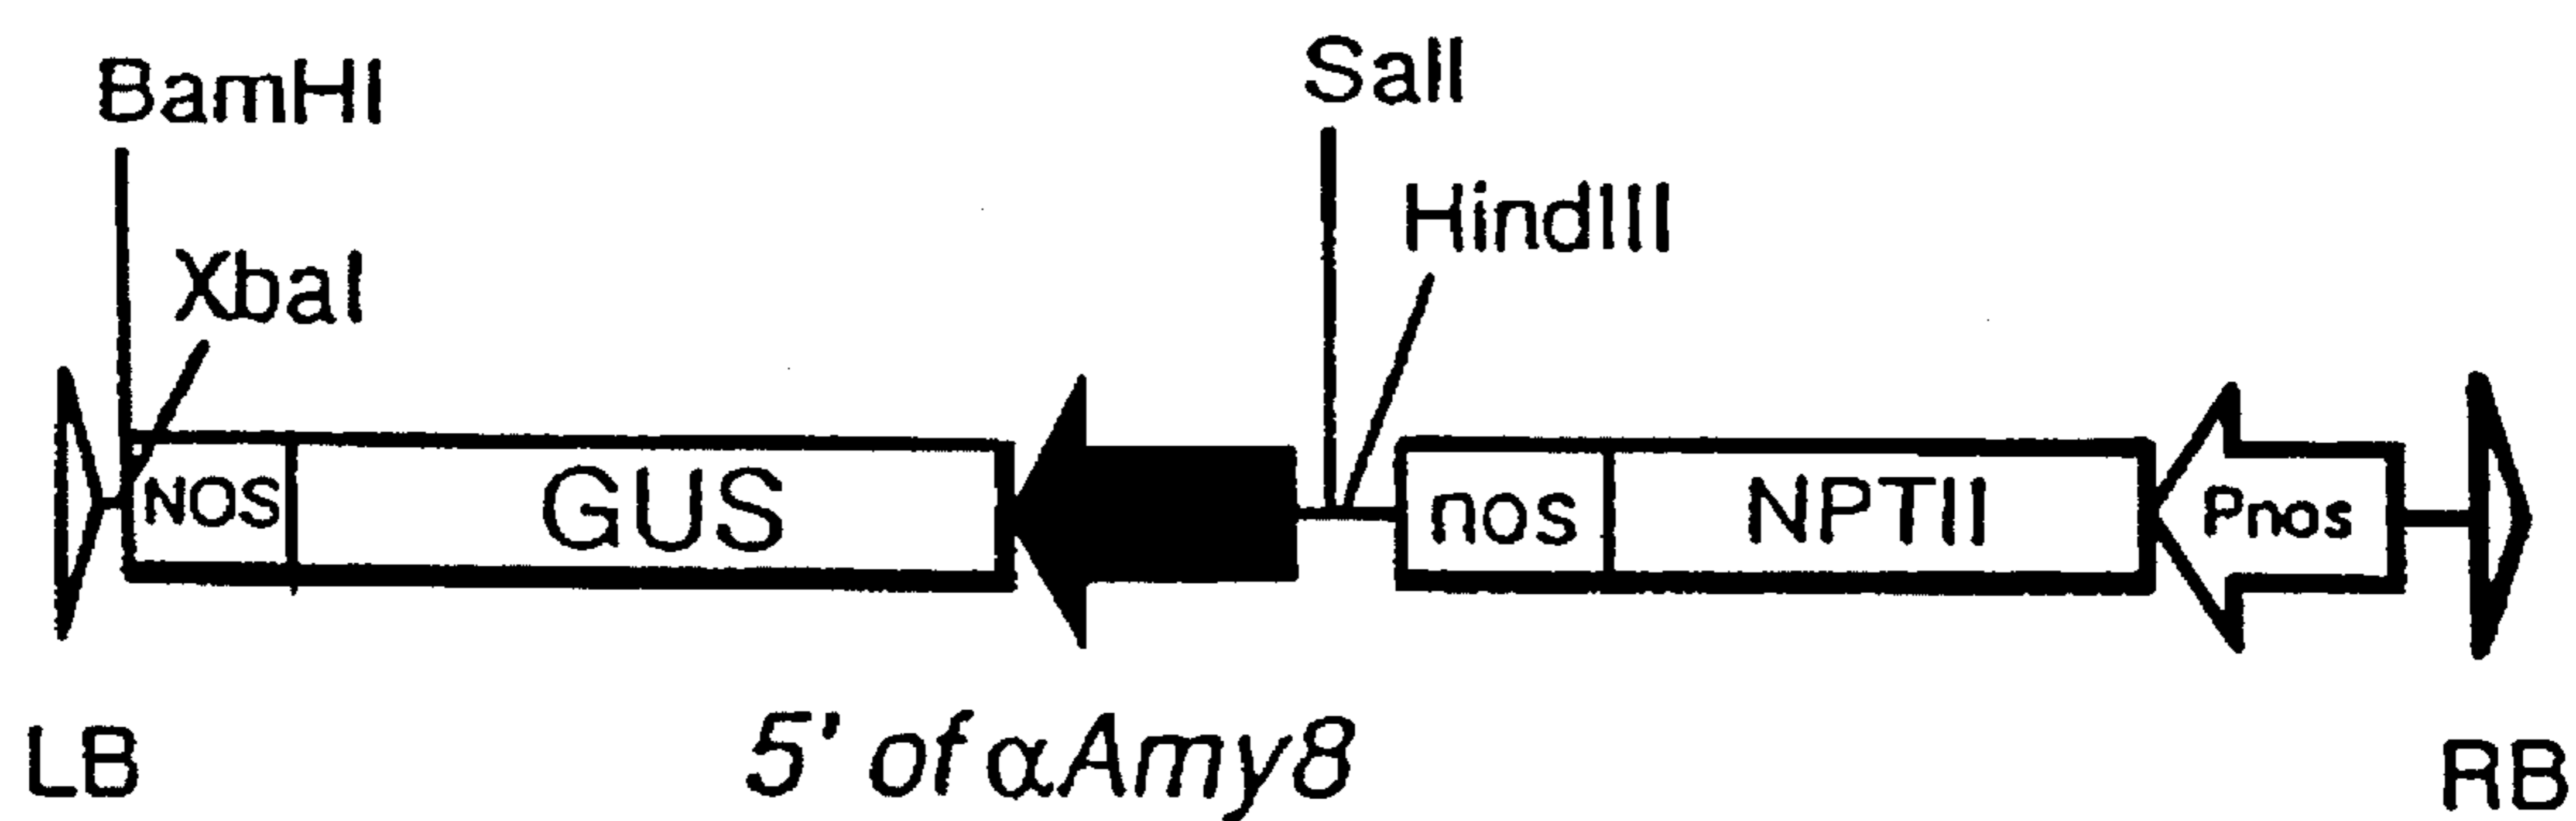 BamHI
SalI
XbaI
HindIII
NOS
GUS
nos
NPTII
Pnos
LB
5' of αAmy8
RB